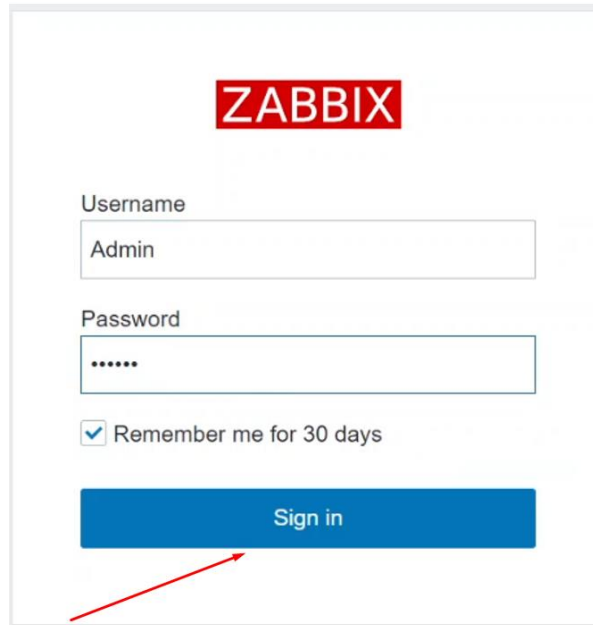 ZABBIX
Username
Admin
Password
••••••
Remember me for 30 days
Sign in